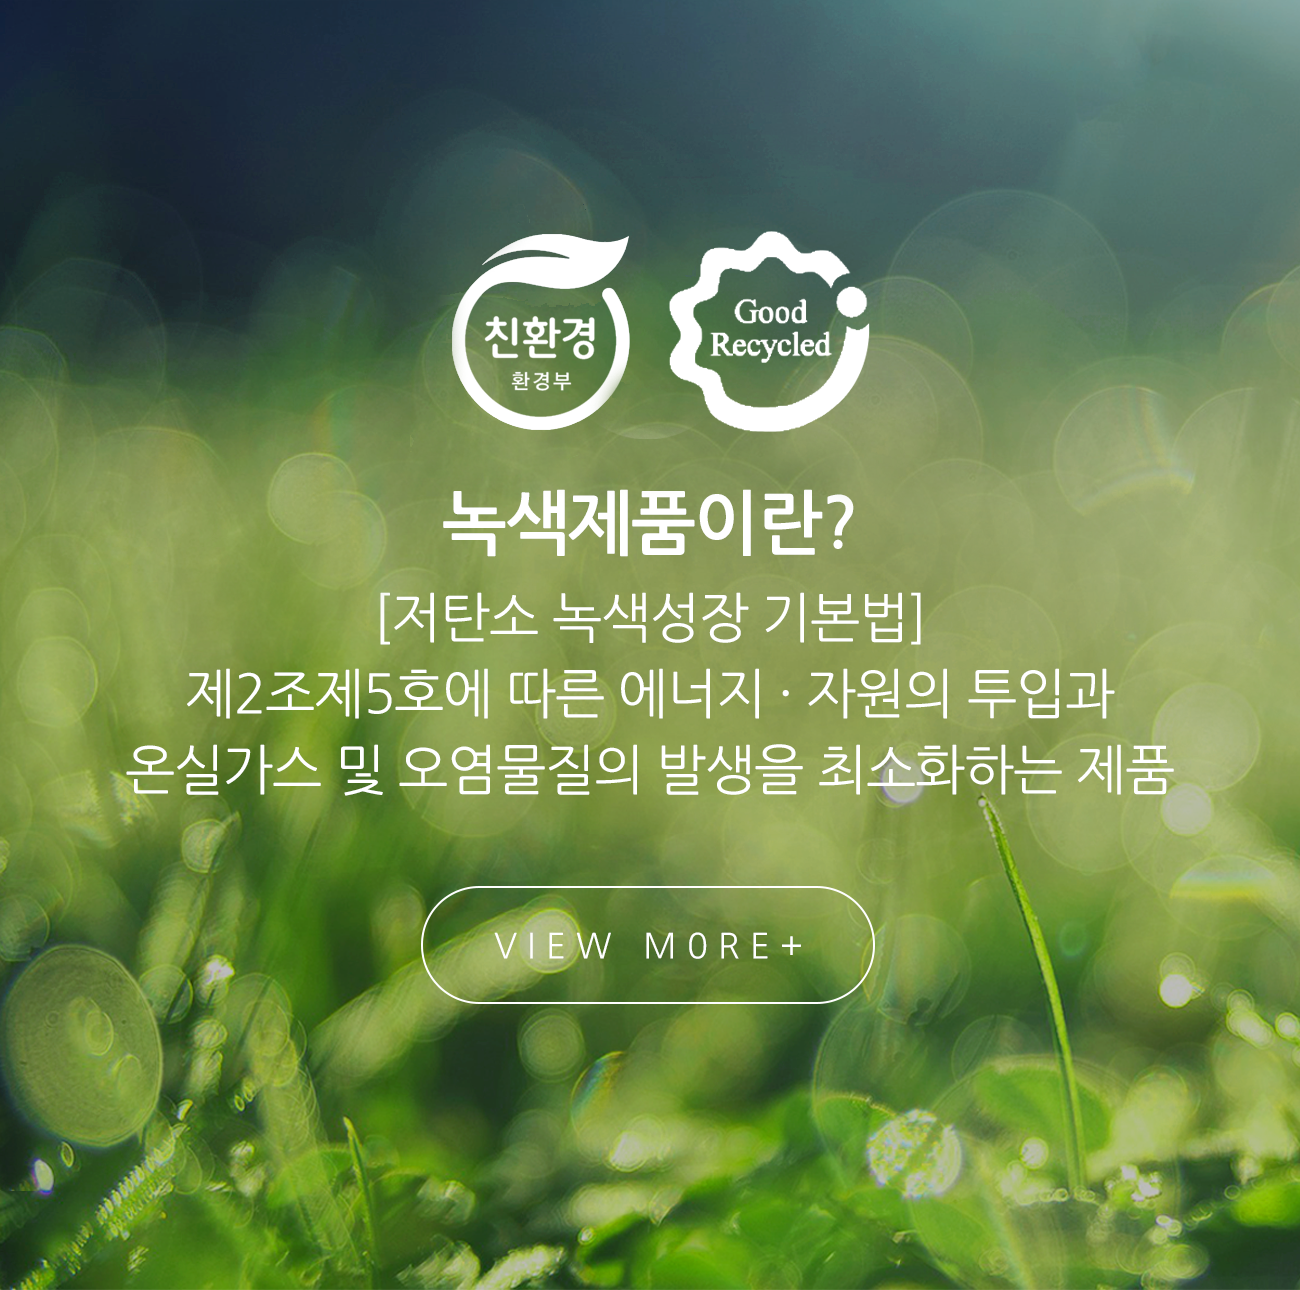 친환경
환경부
Good
Recycled
녹색제품이란?
[저탄소 녹색성장 기본법]
제2조제5호에 따른 에너지 · 자원의 투입과
온실가스 및 오염물질의 발생을 최소화하는 제품
VIEW MORE+